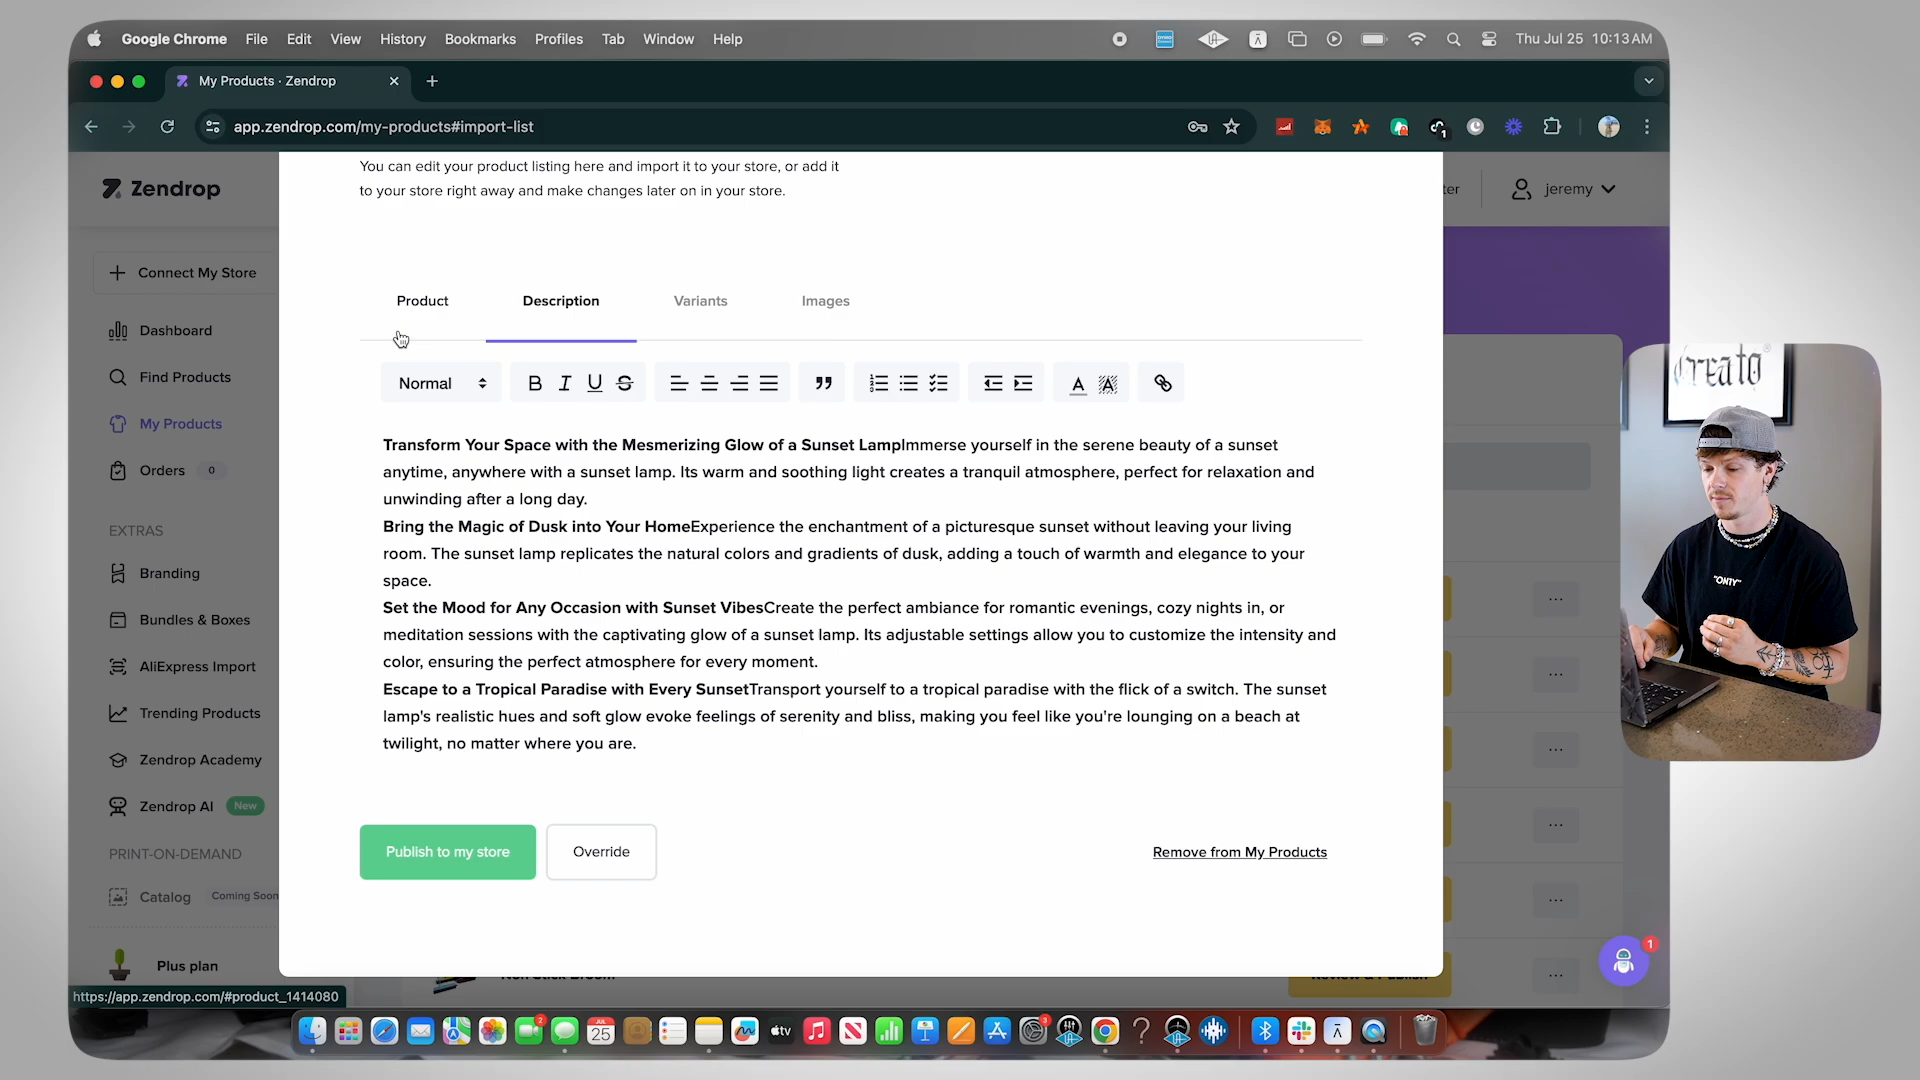 Google Chrome File Edit View History Bookmarks Profiles Tab Window Help Thu Jul 25 10:13 AM
My Products · Zendrop
app.zendrop.com/my-products#import-list
You can edit your product listing here and import it to your store, or add it
to your store right away and make changes later on in your store.
Zendrop
jeremy
Connect My Store
Dashboard
Find Products
My Products
Orders 0
EXTRAS
Branding
Bundles & Boxes
AliExpress Import
Trending Products
Zendrop Academy
Zendrop AI New
PRINT-ON-DEMAND
Catalog Coming Soon
Plus plan
Product Description Variants Images
Normal
Transform Your Space with the Mesmerizing Glow of a Sunset LampImmerse yourself in the serene beauty of a sunset
anytime, anywhere with a sunset lamp. Its warm and soothing light creates a tranquil atmosphere, perfect for relaxation and
unwinding after a long day.
Bring the Magic of Dusk into Your HomeExperience the enchantment of a picturesque sunset without leaving your living
room. The sunset lamp replicates the natural colors and gradients of dusk, adding a touch of warmth and elegance to your
space.
Set the Mood for Any Occasion with Sunset VibesCreate the perfect ambiance for romantic evenings, cozy nights in, or
meditation sessions with the captivating glow of a sunset lamp. Its adjustable settings allow you to customize the intensity and
color, ensuring the perfect atmosphere for every moment.
Escape to a Tropical Paradise with Every SunsetTransport yourself to a tropical paradise with the flick of a switch. The sunset
lamp's realistic hues and soft glow evoke feelings of serenity and bliss, making you feel like you're lounging on a beach at
twilight, no matter where you are.
Publish to my store Override Remove from My Products
1
https://app.zendrop.com/#product_1414080
JUL
25
tv
"ONTY"